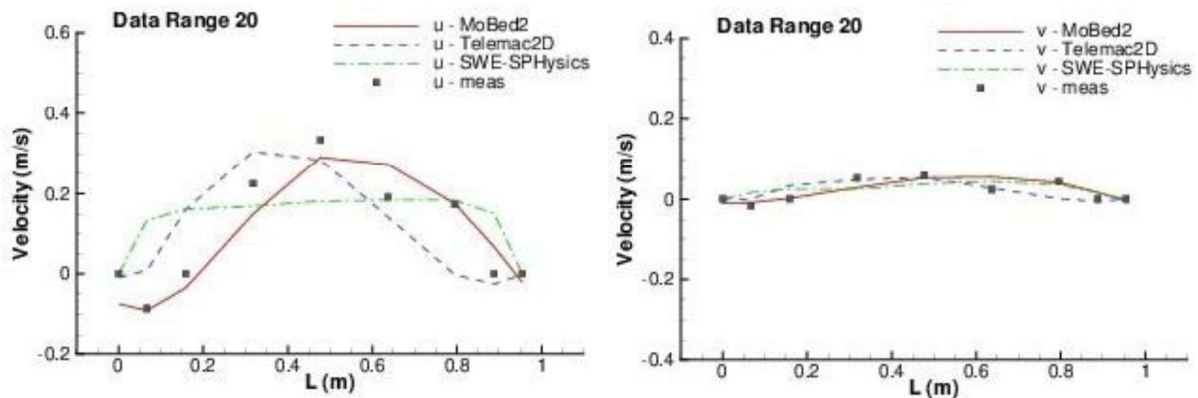 Data Range 20
u - MoBed2
u - Telemac2D
u - SWE-SPHysics
u - meas
0.6
0.4
0.2
0
-0.2
Velocity (m/s)
0 0.2 0.4 0.6 0.8 1
L (m)
Data Range 20
v - MoBed2
v - Telemac2D
v - SWE-SPHysics
v - meas
0.4
0.2
0
-0.2
-0.4
Velocity (m/s)
0 0.2 0.4 0.6 0.8 1
L (m)